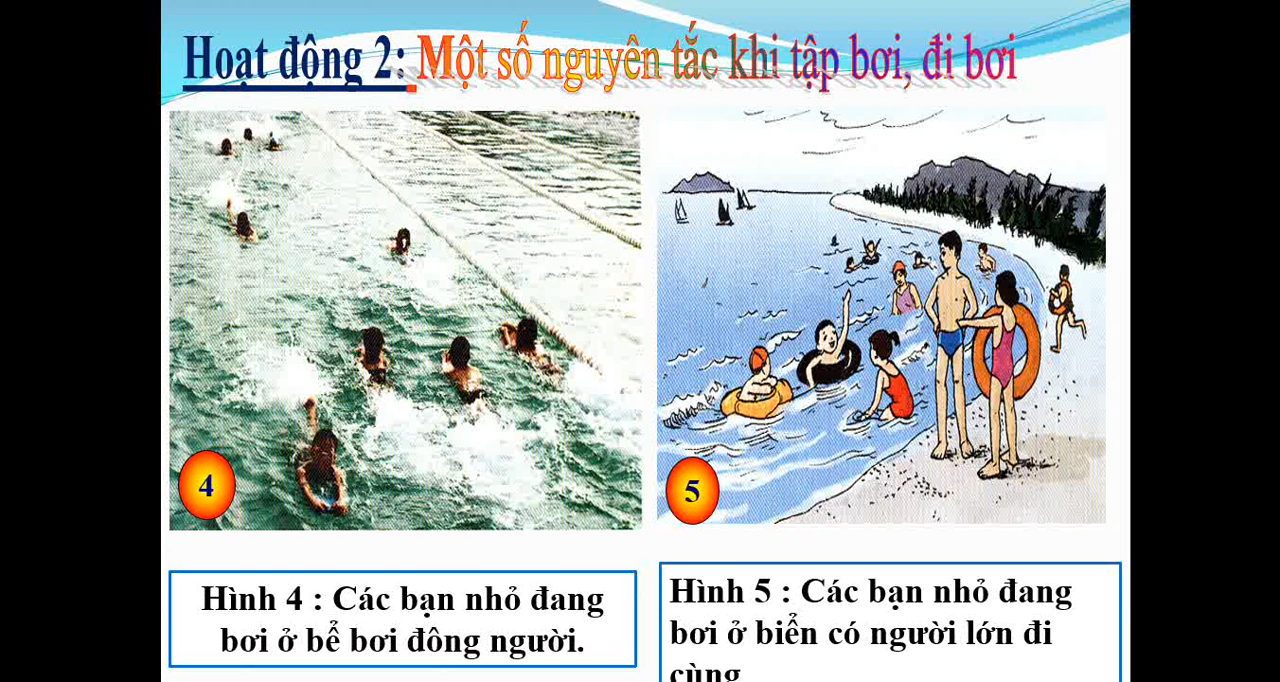 Hoạt động 2: Một số nguyên tắc khi tập bơi, đi bơi
4
5
Hình 4 : Các bạn nhỏ đang
bơi ở bể bơi đông người.
Hình 5 : Các bạn nhỏ đang
bơi ở biển có người lớn đi
cùng